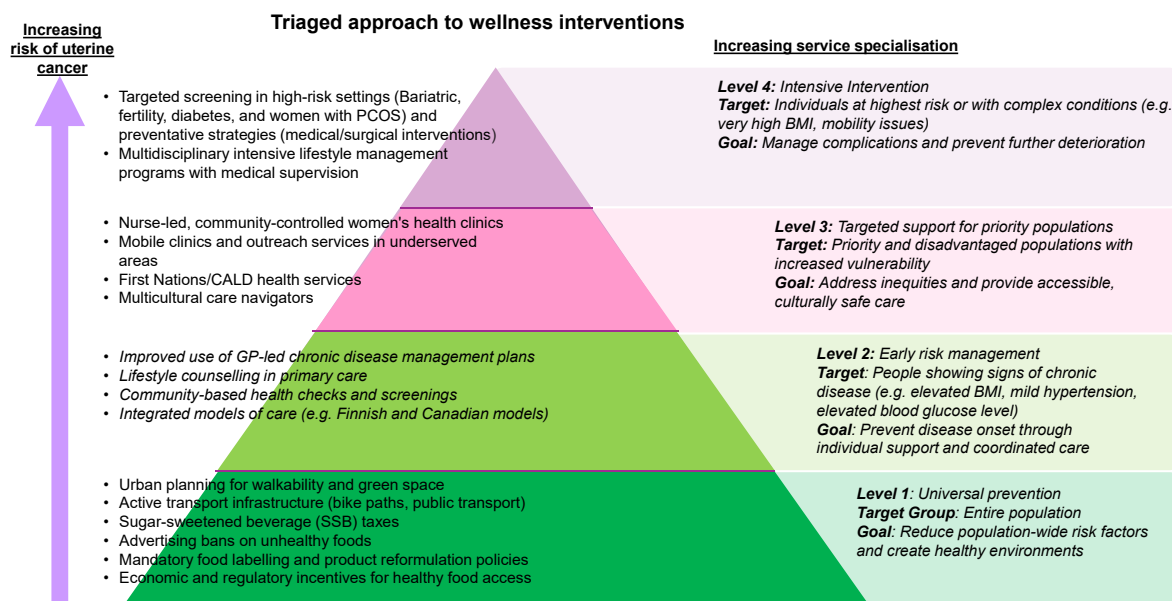 Triaged approach to wellness interventions
Increasing
risk of uterine
cancer
Increasing service specialisation
• Targeted screening in high-risk settings (Bariatric,
fertility, diabetes, and women with PCOS) and
preventative strategies (medical/surgical interventions)
• Multidisciplinary intensive lifestyle management
programs with medical supervision
Level 4: Intensive Intervention
Target: Individuals at highest risk or with complex conditions (e.g.
very high BMI, mobility issues)
Goal: Manage complications and prevent further deterioration
• Nurse-led, community-controlled women's health clinics
• Mobile clinics and outreach services in underserved
areas
• First Nations/CALD health services
• Multicultural care navigators
Level 3: Targeted support for priority populations
Target: Priority and disadvantaged populations with
increased vulnerability
Goal: Address inequities and provide accessible,
culturally safe care
• Improved use of GP-led chronic disease management plans
• Lifestyle counselling in primary care
• Community-based health checks and screenings
• Integrated models of care (e.g. Finnish and Canadian models)
Level 2: Early risk management
Target: People showing signs of chronic
disease (e.g. elevated BMI, mild hypertension,
elevated blood glucose level)
Goal: Prevent disease onset through
individual support and coordinated care
• Urban planning for walkability and green space
• Active transport infrastructure (bike paths, public transport)
• Sugar-sweetened beverage (SSB) taxes
• Advertising bans on unhealthy foods
• Mandatory food labelling and product reformulation policies
• Economic and regulatory incentives for healthy food access
Level 1: Universal prevention
Target Group: Entire population
Goal: Reduce population-wide risk factors
and create healthy environments